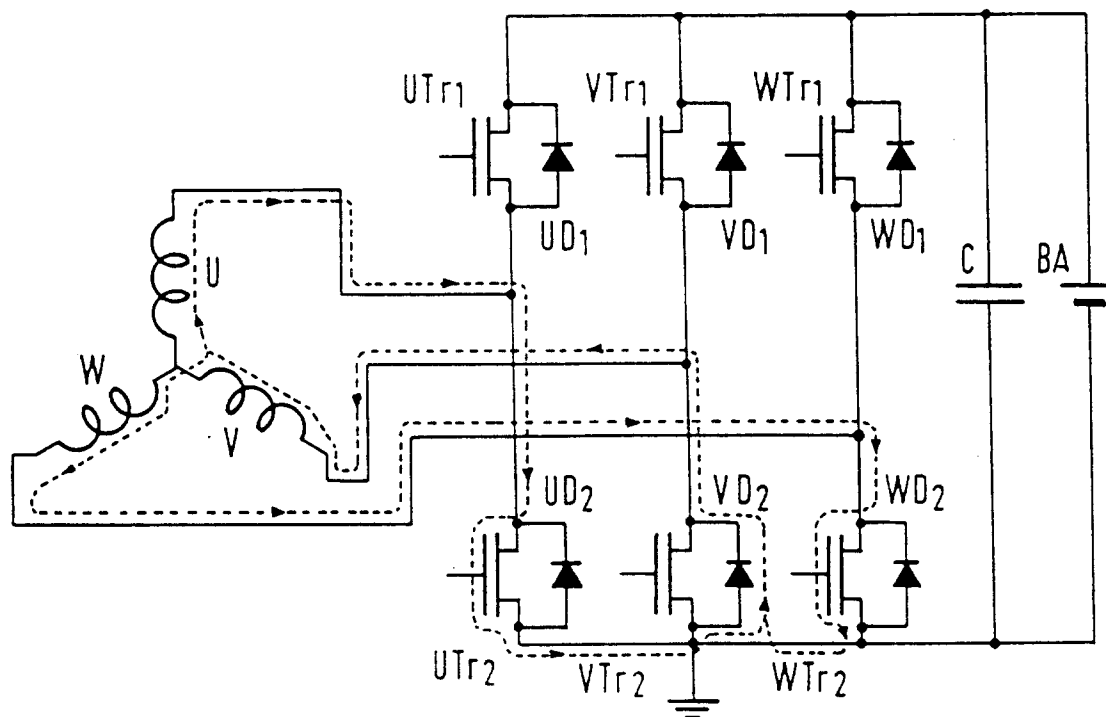 UTr1 VTr1 WTr1
UD1 VD1 WD1 C BA
U
W
V
UD2 VD2 WD2
UTr2 VTr2 WTr2